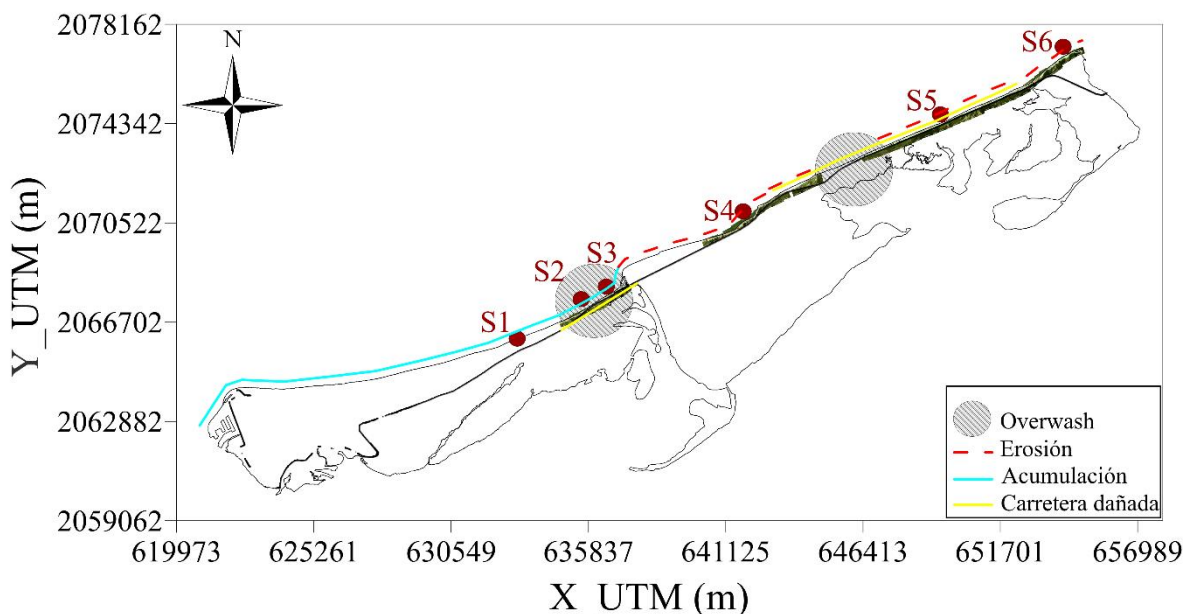 2078162
2074342
2070522
2066702
2062882
2059062
Y_UTM (m)
N
S1
S2
S3
S4
S5
S6
Overwash
Erosión
Acumulación
Carretera dañada
619973 625261 630549 635837 641125 646413 651701 656989
X_UTM (m)